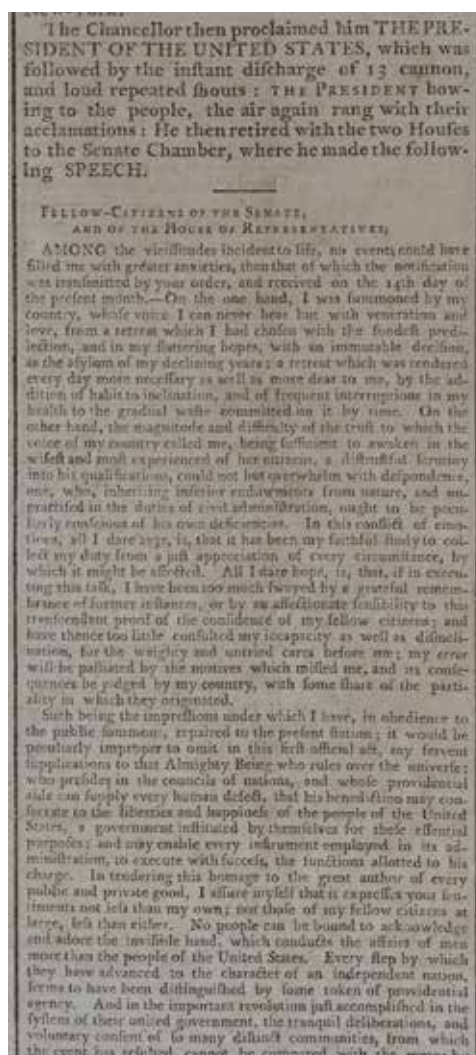 The Chancellor then proclaimed him THE PRE-
SIDENT OF THE UNITED STATES, which was
followed by the inſtant diſcharge of 13 cannon,
and loud repeated ſhouts: THE PRESIDENT bow-
ing to the people, the air again rang with their
acclamations: He then retired with the two Houſes
to the Senate Chamber, where he made the follow-
ing SPEECH.
FELLOW-CITIZENS OF THE SENATE,
AND OF THE HOUSE OF REPRESENTATIVES,
AMONG the viciſſitudes incident to life, no event could have
filled me with greater anxieties, than that of which the notification
was tranſmitted by your order, and received on the 14th day of
the preſent month.—On the one hand, I was ſummoned by my
country, whoſe voice I can never hear but with veneration and
love, from a retreat which I had choſen with the fondeſt predi-
lection, and in my flattering hopes, with an immutable deciſion,
as the aſylum of my declining years; a retreat which was rendered
every day more neceſſary as well as more dear to me, by the ad-
dition of habit to inclination, and of frequent interruptions in my
health to the gradual waſte committed on it by time. On the
other hand, the magnitude and difficulty of the truſt to which the
voice of my country called me, being ſufficient to awaken in the
wiſeſt and moſt experienced of her citizens, a diſtruſtful ſcrutiny
into his qualifications, could not but overwhelm with deſpondence,
one, who, inheriting inferior endowments from nature, and un-
practiſed in the duties of civil adminiſtration, ought to be pecu-
liarly conſcious of his own deficiencies. In this conflict of emo-
tions, all I dare aver, is, that it has been my faithful ſtudy to col-
lect my duty from a juſt appreciation of every circumſtance, by
which it might be affected. All I dare hope, is, that, if in execu-
ting this taſk, I have been too much ſwayed by a grateful remem-
brance of former inſtances, or by an affectionate ſenſibility to this
tranſcendant proof of the confidence of my fellow citizens; and
have thence too little conſulted my incapacity as well as diſincli-
nation, for the weighty and untried cares before me; my error
will be palliated by the motives which miſled me, and its conſe-
quences be judged by my country, with ſome ſhare of the parti-
ality in which they originated.
Such being the impreſſions under which I have, in obedience to
the public ſummons, repaired to the preſent ſtation; it would be
peculiarly improper to omit in this firſt official act, my fervent
ſupplications to that Almighty Being who rules over the univerſe;
who preſides in the councils of nations, and whoſe providential
aids can ſupply every human defect, that his benediction may con-
ſecrate to the liberties and happineſs of the people of the United
States, a government inſtituted by themſelves for theſe eſſential
purpoſes; and may enable every inſtrument employed in its ad-
miniſtration, to execute with ſucceſs, the functions allotted to his
charge. In tendering this homage to the great author of every
public and private good, I aſſure myſelf that it expreſſes your ſen-
timents not leſs than my own; nor thoſe of my fellow citizens at
large, leſs than either. No people can be bound to acknowledge
and adore the inviſible hand, which conducts the affairs of men
more than the people of the United States. Every ſtep by which
they have advanced to the character of an independent nation,
ſeems to have been diſtinguiſhed by ſome token of providential
agency. And in the important revolution juſt accompliſhed in the
ſyſtem of their united government, the tranquil deliberations, and
voluntary conſent of ſo many diſtinct communities, from which